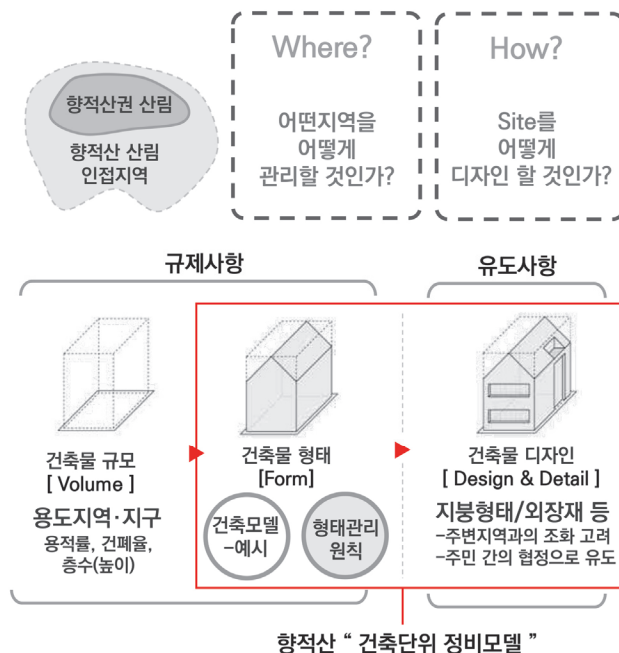 향적산권 산림
향적산 산림
인접지역
Where?
어떤지역을
어떻게
관리할 것인가?
How?
Site를
어떻게
디자인 할 것인가?
규제사항
유도사항
건축물 규모
[ Volume ]
용도지역·지구
용적률, 건폐율,
층수(높이)
건축물 형태
[Form]
건축모델
-예시
형태관리
원칙
건축물 디자인
[ Design & Detail ]
지붕형태/외장재 등
-주변지역과의 조화 고려
-주민 간의 협정으로 유도
향적산 “ 건축단위 정비모델 ”